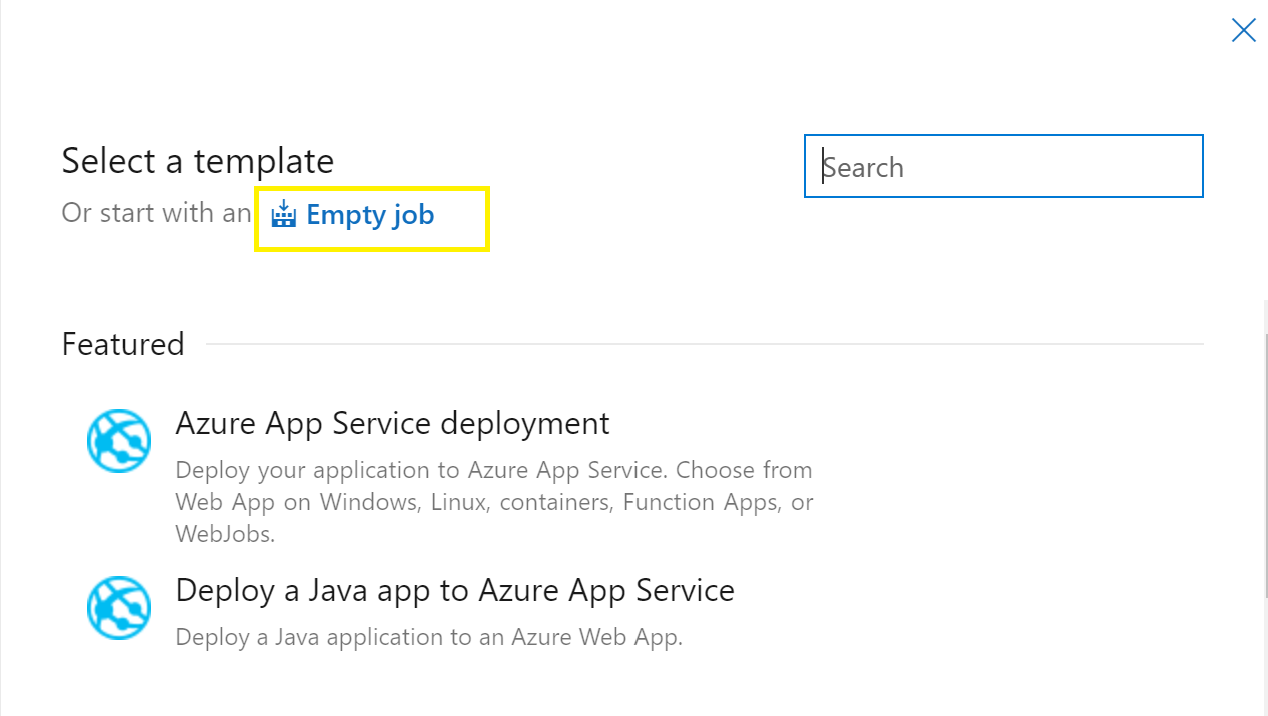 Select a template
Search
Or start with an Empty job
Featured
Azure App Service deployment
Deploy your application to Azure App Service. Choose from
Web App on Windows, Linux, containers, Function Apps, or
WebJobs.
Deploy a Java app to Azure App Service
Deploy a Java application to an Azure Web App.